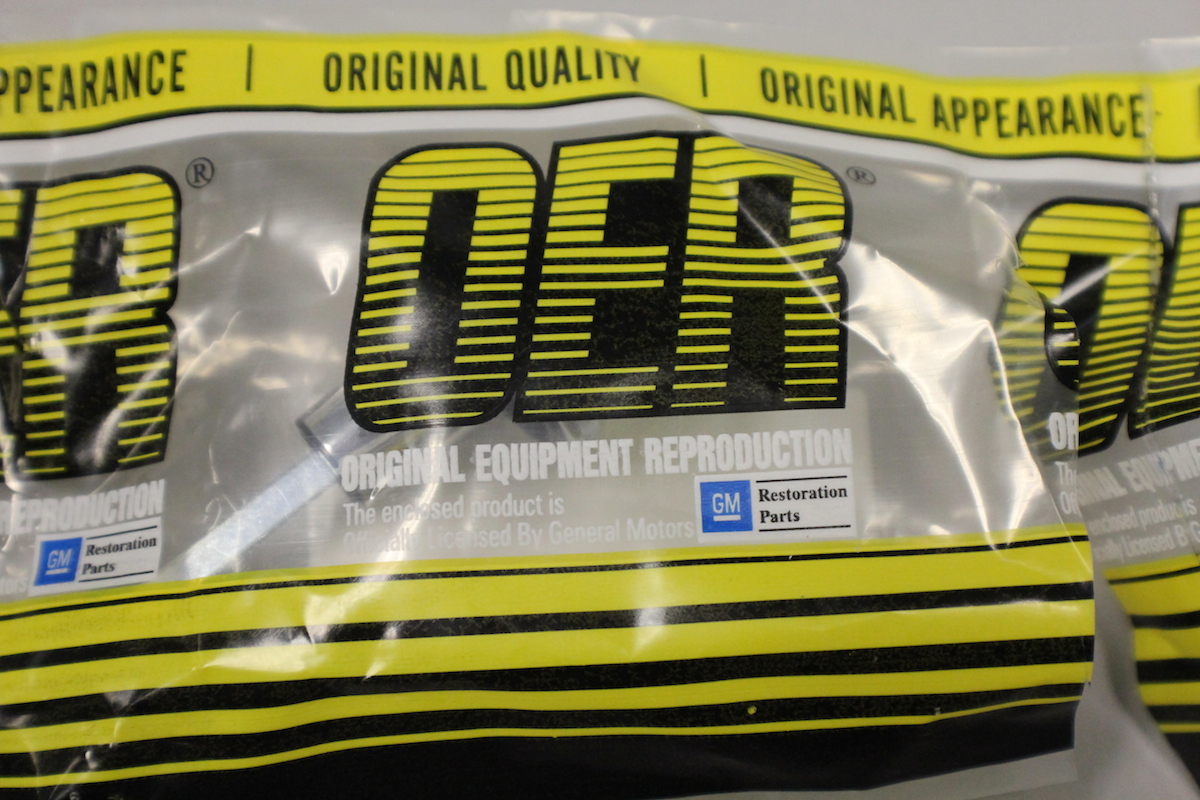 PPEARANCE | ORIGINAL QUALITY | ORIGINAL APPEARANCE
OER®
ORIGINAL EQUIPMENT REPRODUCTION
The enclosed product is
Officially Licensed By General Motors
GM
Restoration
Parts
R®
REPRODUCTION
GM
Restoration
Parts